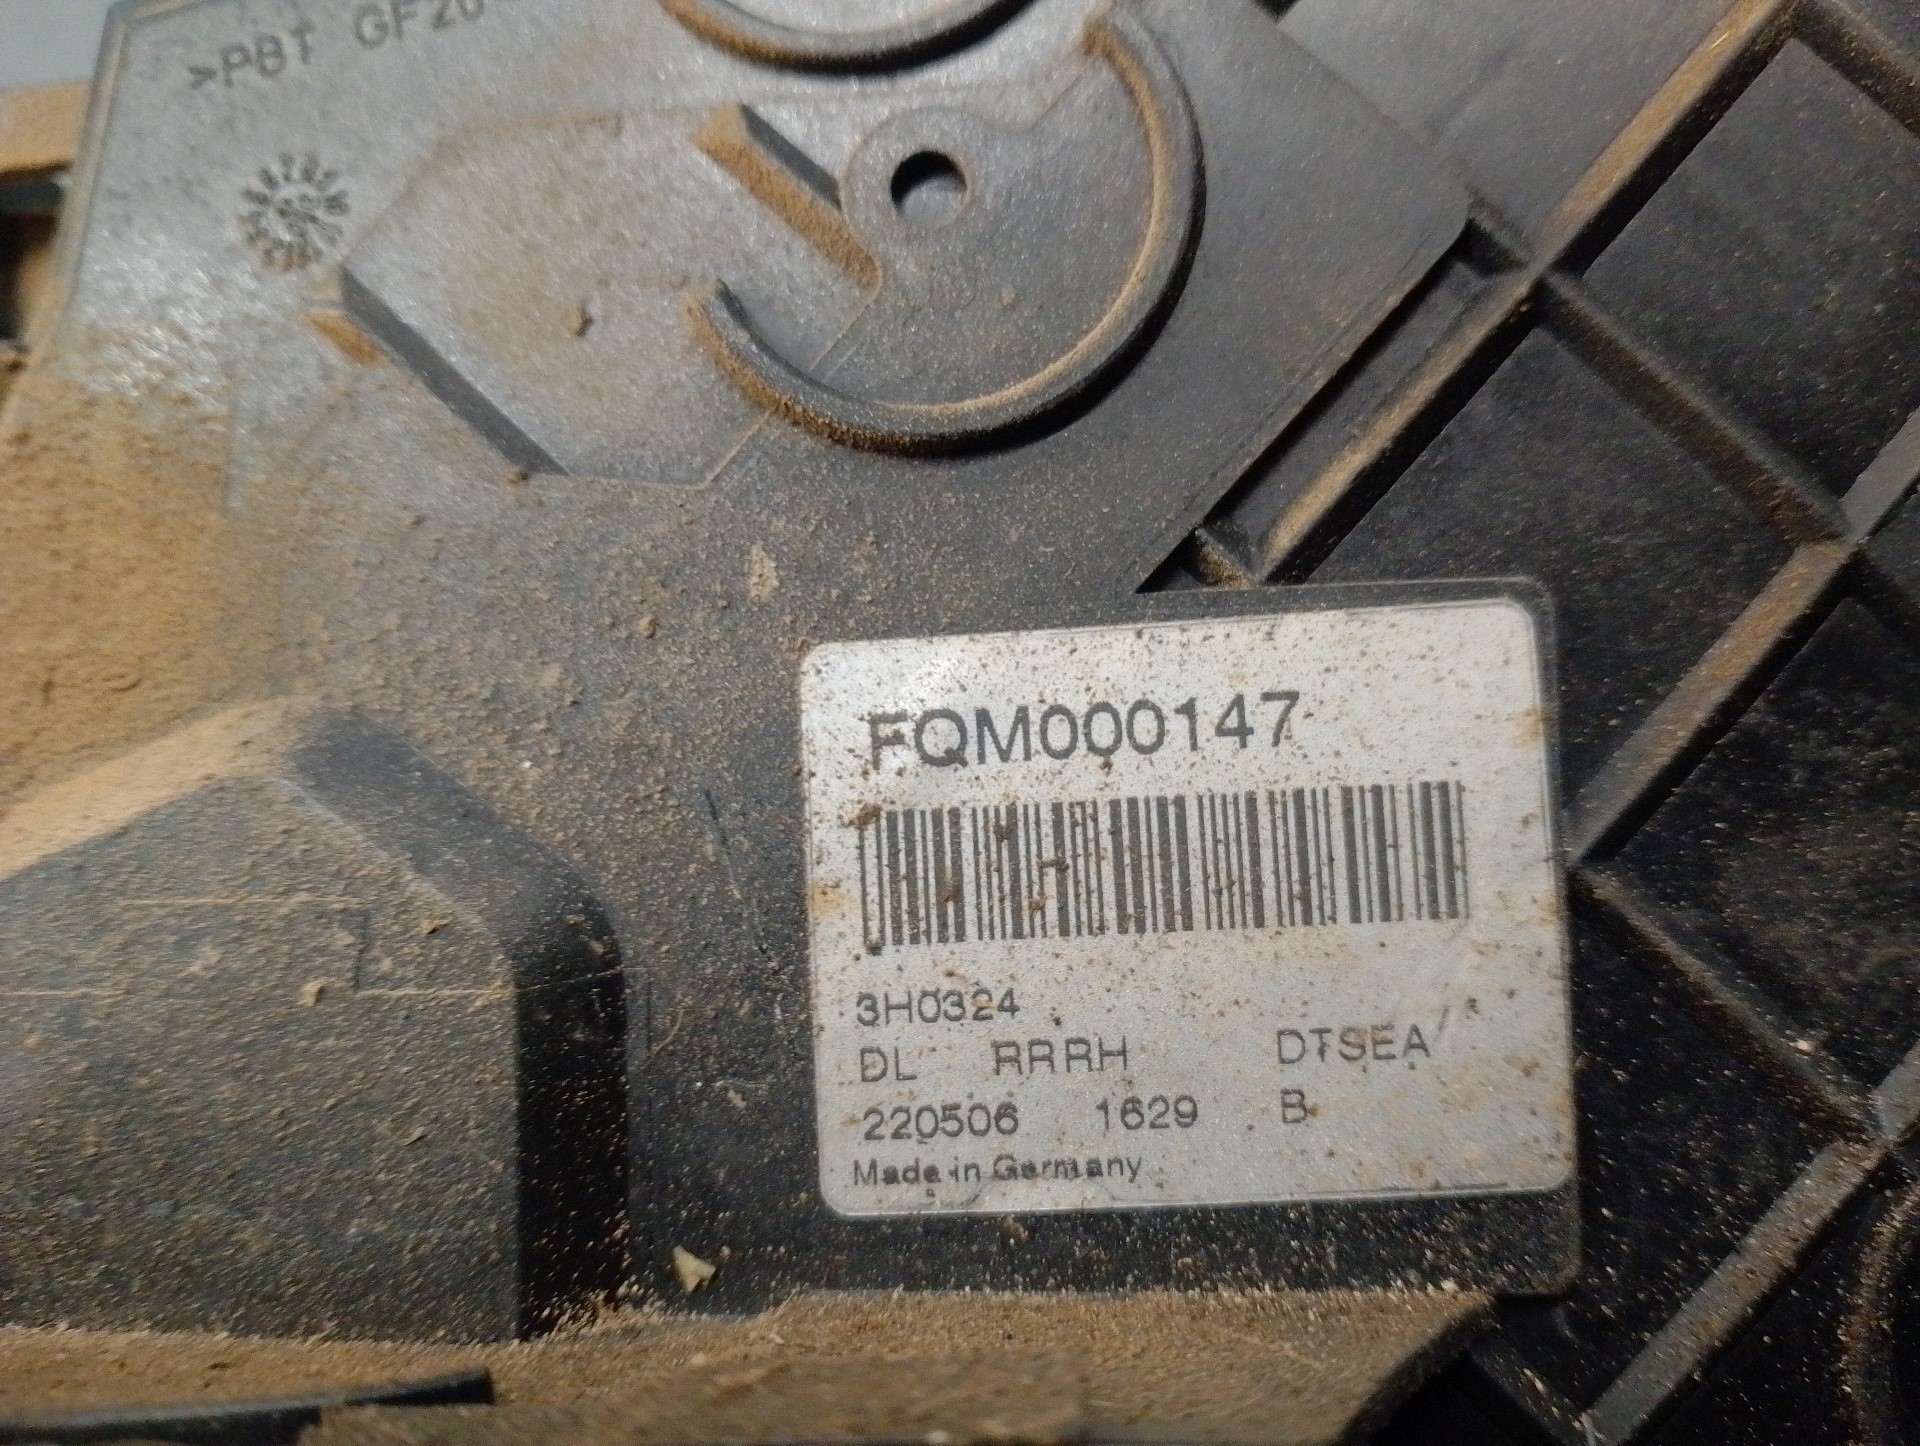 >PBT GF20
FQM000147
3H0324
DL RRRH DTSEA
220506 1629 B
Made in Germany